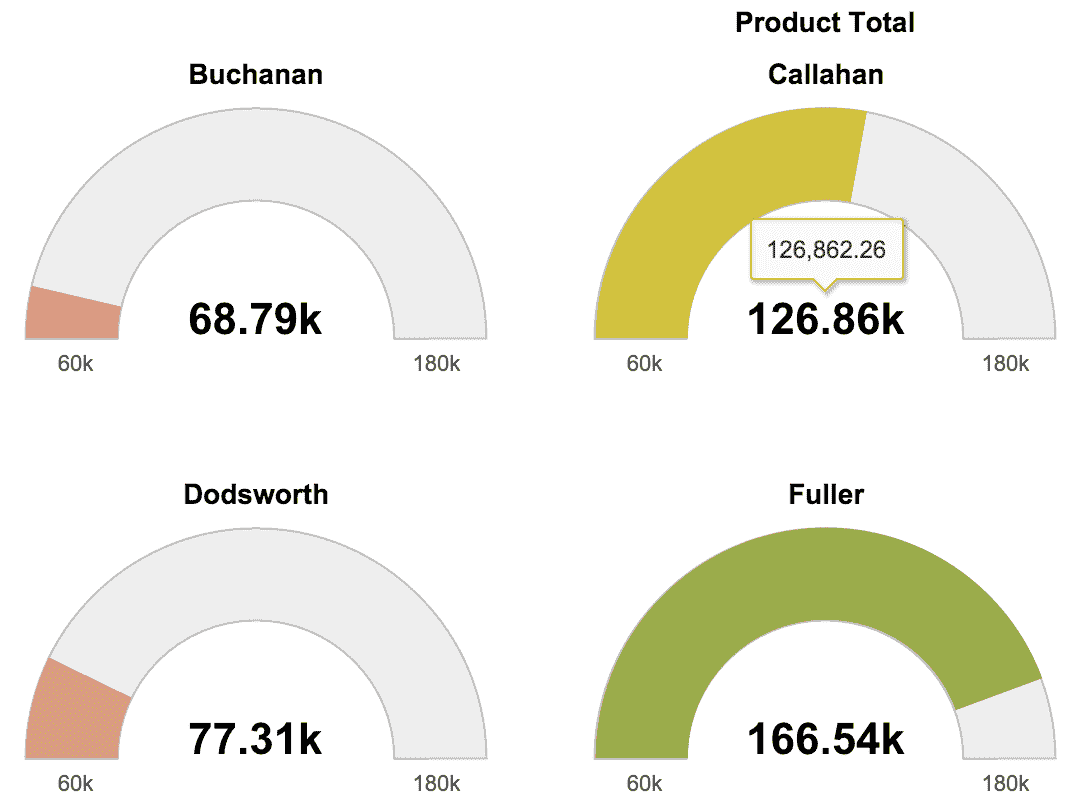 Product Total
Buchanan
68.79k
60k
180k
Callahan
126,862.26
126.86k
60k
180k
Dodsworth
77.31k
60k
180k
Fuller
166.54k
60k
180k